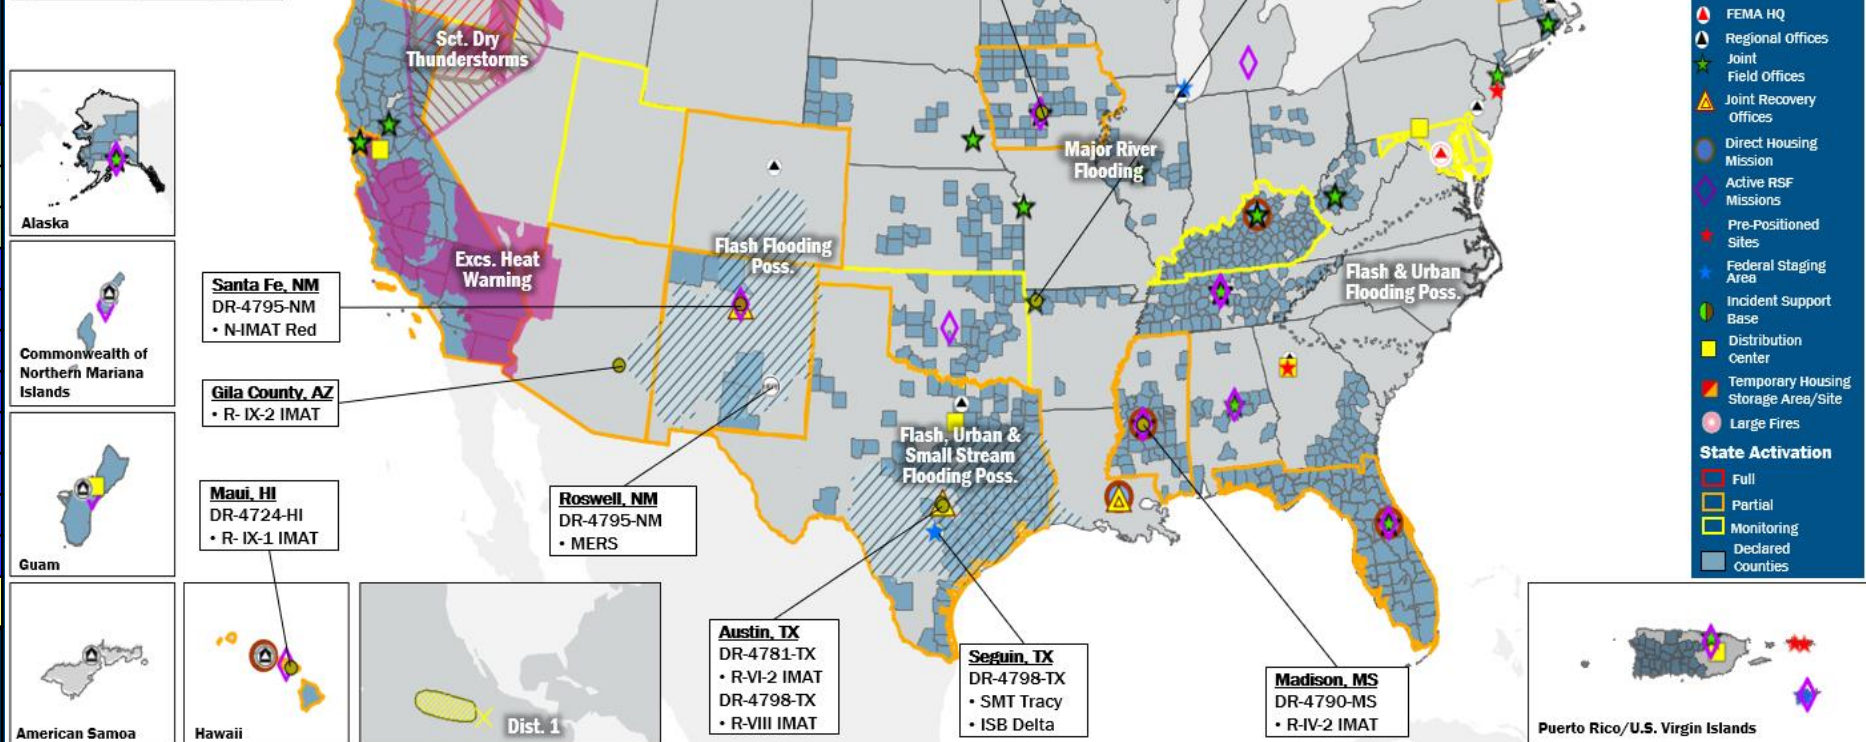 Sct. Dry
Thunderstorms
Major River
Flooding
Flash Flooding
Poss.
Excs. Heat
Warning
Flash & Urban
Flooding Poss.
Flash, Urban &
Small Stream
Flooding Poss.
Alaska
Commonwealth of
Northern Mariana
Islands
Guam
American Samoa
Hawaii
Santa Fe, NM
DR-4795-NM
• N-IMAT Red
Gila County, AZ
• R- IX-2 IMAT
Maui, HI
DR-4724-HI
• R- IX-1 IMAT
Roswell, NM
DR-4795-NM
• MERS
Austin, TX
DR-4781-TX
• R-VI-2 IMAT
DR-4798-TX
• R-VIII IMAT
Seguin, TX
DR-4798-TX
• SMT Tracy
• ISB Delta
Madison, MS
DR-4790-MS
• R-IV-2 IMAT
Dist. 1
Puerto Rico/U.S. Virgin Islands
FEMA HQ
Regional Offices
Joint
Field Offices
Joint Recovery
Offices
Direct Housing
Mission
Active RSF
Missions
Pre-Positioned
Sites
Federal Staging
Area
Incident Support
Base
Distribution
Center
Temporary Housing
Storage Area/Site
Large Fires
State Activation
Full
Partial
Monitoring
Declared
Counties